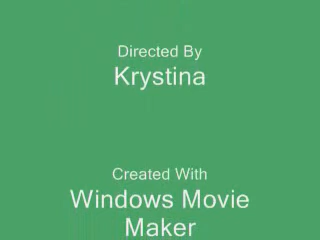 Directed By
Krystina
Created With
Windows Movie
Maker